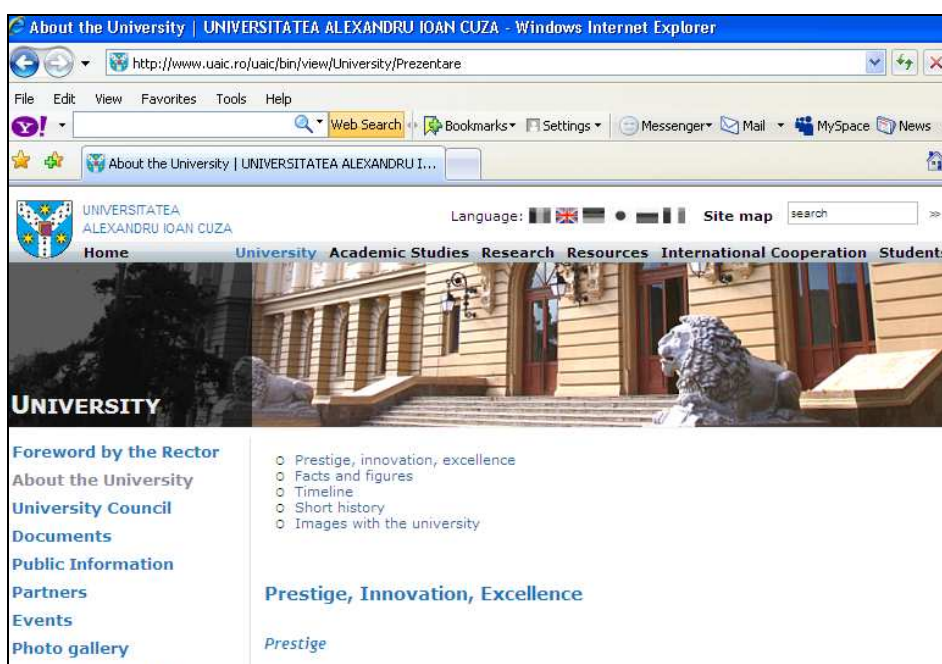 About the University | UNIVERSITATEA ALEXANDRU IOAN CUZA - Windows Internet Explorer
http://www.uaic.ro/uaic/bin/view/University/Prezentare
File Edit View Favorites Tools Help
Y! Web Search Bookmarks Settings Messenger Mail MySpace News
About the University | UNIVERSITATEA ALEXANDRU I...
UNIVERSITATEA
ALEXANDRU IOAN CUZA
Language: Site map search »
Home University Academic Studies Research Resources International Cooperation Students
UNIVERSITY
Foreword by the Rector
About the University
University Council
Documents
Public Information
Partners
Events
Photo gallery
Prestige, innovation, excellence
Facts and figures
Timeline
Short history
Images with the university
Prestige, Innovation, Excellence
Prestige